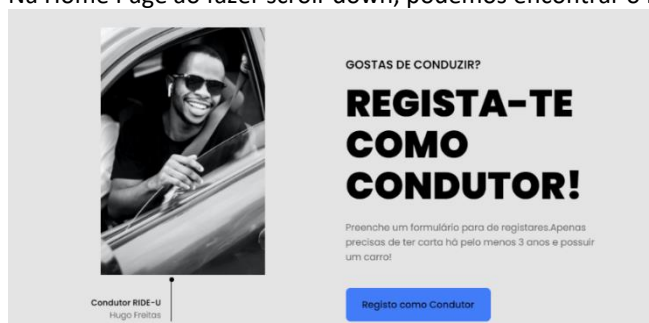 Na Home Page ao fazer scroll down, podemos encontrar o
GOSTAS DE CONDUZIR?
REGISTA-TE
COMO
CONDUTOR!
Preenche um formulário para de registares.Apenas
precisas de ter carta há pelo menos 3 anos e possuir
um carro!
Registo como Condutor
Condutor RIDE-U
Hugo Freitas